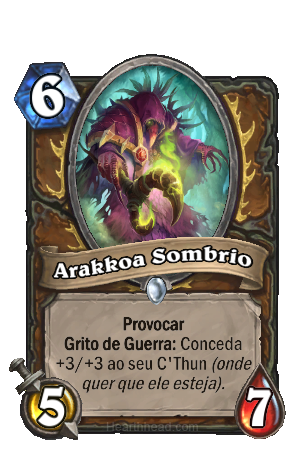 6
Arakkoa Sombrio
Provocar
Grito de Guerra: Conceda
+3/+3 ao seu C'Thun (onde
quer que ele esteja).
5
7